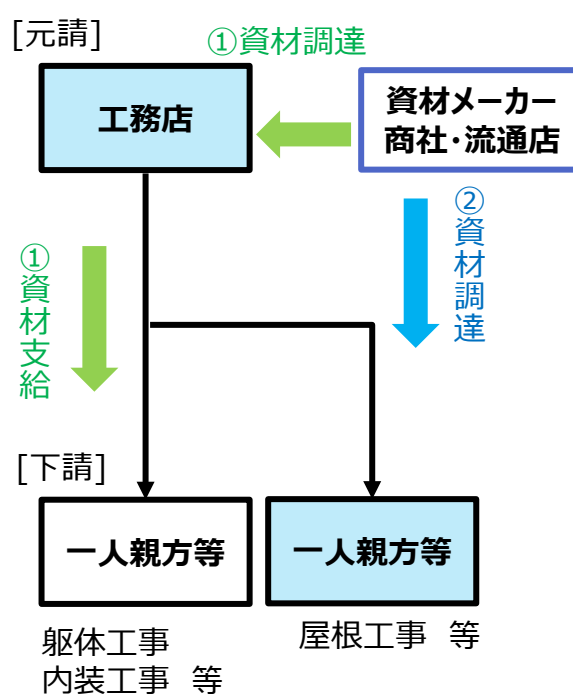 [元請]
①資材調達
工務店
資材メーカー
商社・流通店
②資材調達
①資材支給
[下請]
一人親方等
一人親方等
躯体工事
内装工事 等
屋根工事 等